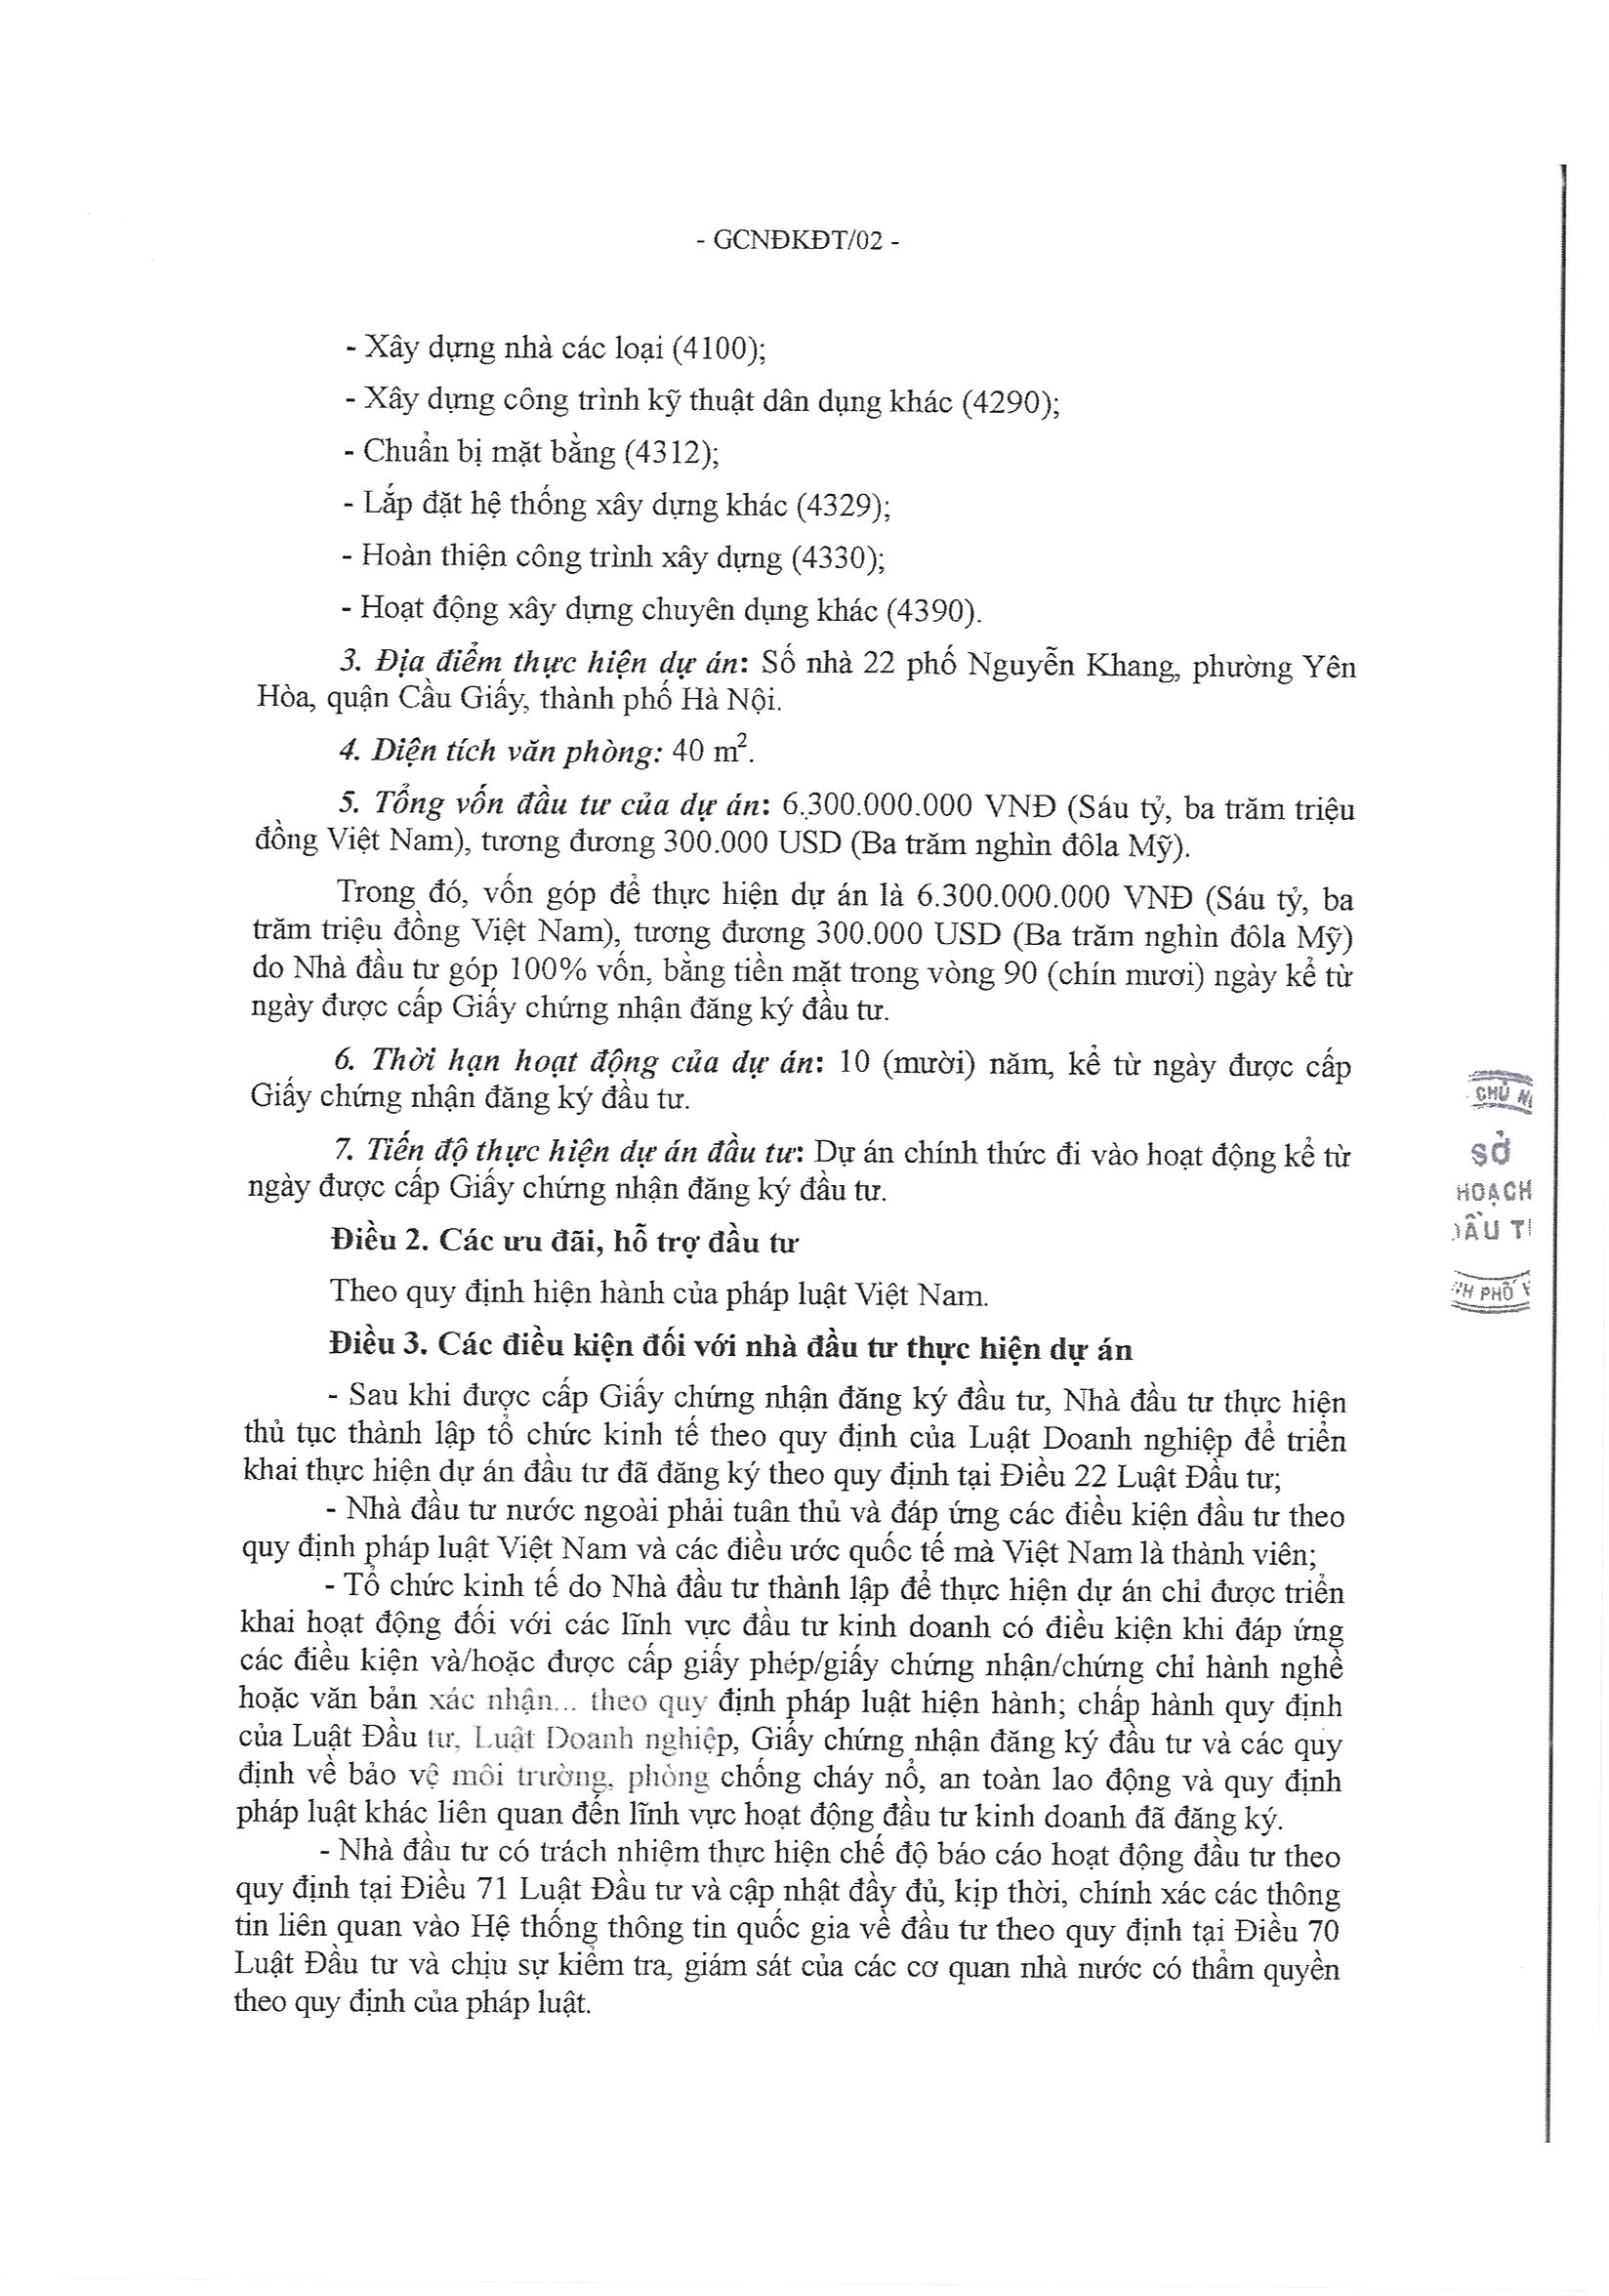 - GCNĐKĐT/02 -
- Xây dựng nhà các loại (4100);
- Xây dựng công trình kỹ thuật dân dụng khác (4290);
- Chuẩn bị mặt bằng (4312);
- Lắp đặt hệ thống xây dựng khác (4329);
- Hoàn thiện công trình xây dựng (4330);
- Hoạt động xây dựng chuyên dụng khác (4390).
3. Địa điểm thực hiện dự án: Số nhà 22 phố Nguyễn Khang, phường Yên
Hòa, quận Cầu Giấy, thành phố Hà Nội.
4. Diện tích văn phòng: 40 m².
5. Tổng vốn đầu tư của dự án: 6.300.000.000 VNĐ (Sáu tỷ, ba trăm triệu
đồng Việt Nam), tương đương 300.000 USD (Ba trăm nghìn đôla Mỹ).
Trong đó, vốn góp để thực hiện dự án là 6.300.000.000 VNĐ (Sáu tỷ, ba
trăm triệu đồng Việt Nam), tương đương 300.000 USD (Ba trăm nghìn đôla Mỹ)
do Nhà đầu tư góp 100% vốn, bằng tiền mặt trong vòng 90 (chín mươi) ngày kể từ
ngày được cấp Giấy chứng nhận đăng ký đầu tư.
6. Thời hạn hoạt động của dự án: 10 (mười) năm, kể từ ngày được cấp
Giấy chứng nhận đăng ký đầu tư.
7. Tiến độ thực hiện dự án đầu tư: Dự án chính thức đi vào hoạt động kể từ
ngày được cấp Giấy chứng nhận đăng ký đầu tư.
Điều 2. Các ưu đãi, hỗ trợ đầu tư
Theo quy định hiện hành của pháp luật Việt Nam.
Điều 3. Các điều kiện đối với nhà đầu tư thực hiện dự án
- Sau khi được cấp Giấy chứng nhận đăng ký đầu tư, Nhà đầu tư thực hiện
thủ tục thành lập tổ chức kinh tế theo quy định của Luật Doanh nghiệp để triển
khai thực hiện dự án đầu tư đã đăng ký theo quy định tại Điều 22 Luật Đầu tư;
- Nhà đầu tư nước ngoài phải tuân thủ và đáp ứng các điều kiện đầu tư theo
quy định pháp luật Việt Nam và các điều ước quốc tế mà Việt Nam là thành viên;
- Tổ chức kinh tế do Nhà đầu tư thành lập để thực hiện dự án chỉ được triển
khai hoạt động đối với các lĩnh vực đầu tư kinh doanh có điều kiện khi đáp ứng
các điều kiện và/hoặc được cấp giấy phép/giấy chứng nhận/chứng chỉ hành nghề
hoặc văn bản xác nhận... theo quy định pháp luật hiện hành; chấp hành quy định
của Luật Đầu tư, Luật Doanh nghiệp, Giấy chứng nhận đăng ký đầu tư và các quy
định về bảo vệ môi trường, phòng chống cháy nổ, an toàn lao động và quy định
pháp luật khác liên quan đến lĩnh vực hoạt động đầu tư kinh doanh đã đăng ký.
- Nhà đầu tư có trách nhiệm thực hiện chế độ báo cáo hoạt động đầu tư theo
quy định tại Điều 71 Luật Đầu tư và cập nhật đầy đủ, kịp thời, chính xác các thông
tin liên quan vào Hệ thống thông tin quốc gia về đầu tư theo quy định tại Điều 70
Luật Đầu tư và chịu sự kiểm tra, giám sát của các cơ quan nhà nước có thẩm quyền
theo quy định của pháp luật.
CHỦ
SỞ
HOẠCH
PHỐ